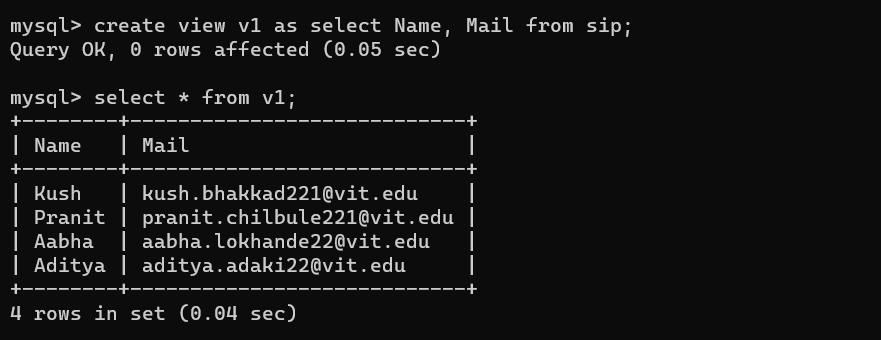 mysql> create view v1 as select Name, Mail from sip;
Query OK, 0 rows affected (0.05 sec)

mysql> select * from v1;
+--------+----------------------------+
| Name   | Mail                       |
+--------+----------------------------+
| Kush   | kush.bhakkad221@vit.edu    |
| Pranit | pranit.chilbule221@vit.edu |
| Aabha  | aabha.lokhande22@vit.edu   |
| Aditya | aditya.adaki22@vit.edu     |
+--------+----------------------------+
4 rows in set (0.04 sec)